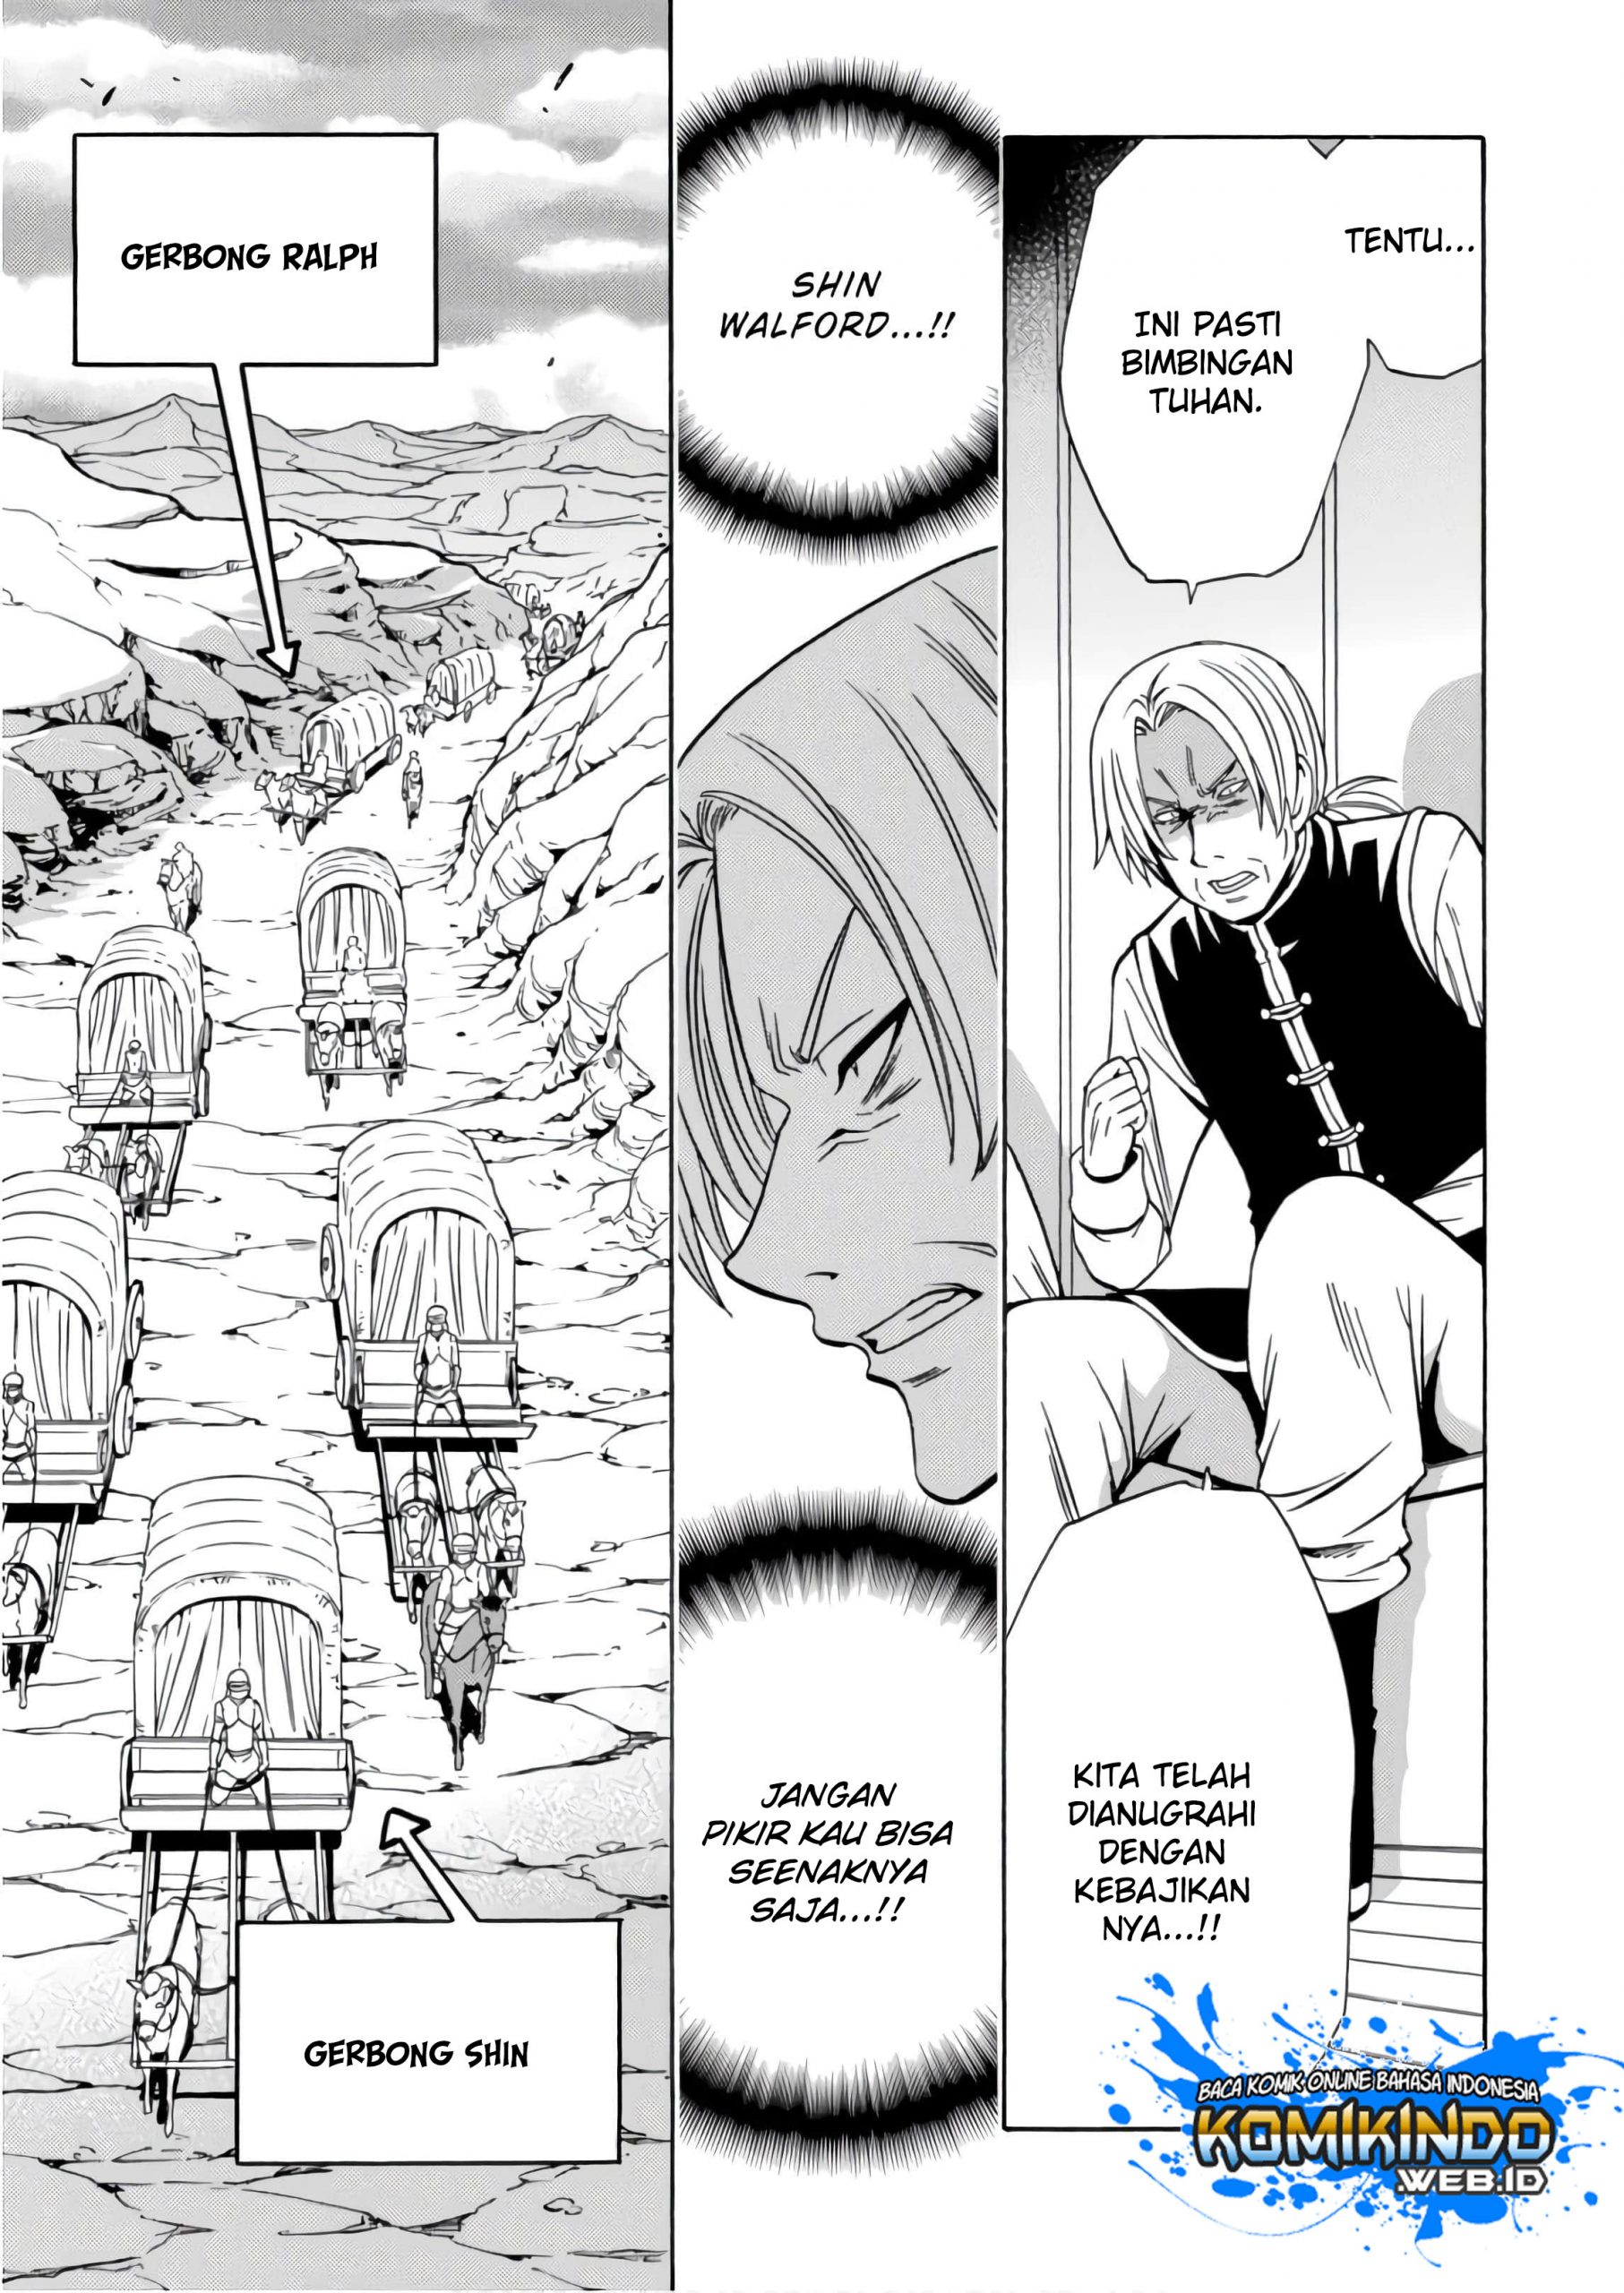 TENTU...
INI PASTI
BIMBINGAN
TUHAN.
KITA TELAH
DIANUGRAHI
DENGAN
KEBAJIKAN
NYA...!!
SHIN
WALFORD...!!
JANGAN
PIKIR KAU BISA
SEENAKNYA
SAJA...!!
GERBONG RALPH
GERBONG SHIN
BACA KOMIK ONLINE BAHASA INDONESIA
KOMIKINDO
.WEB.ID